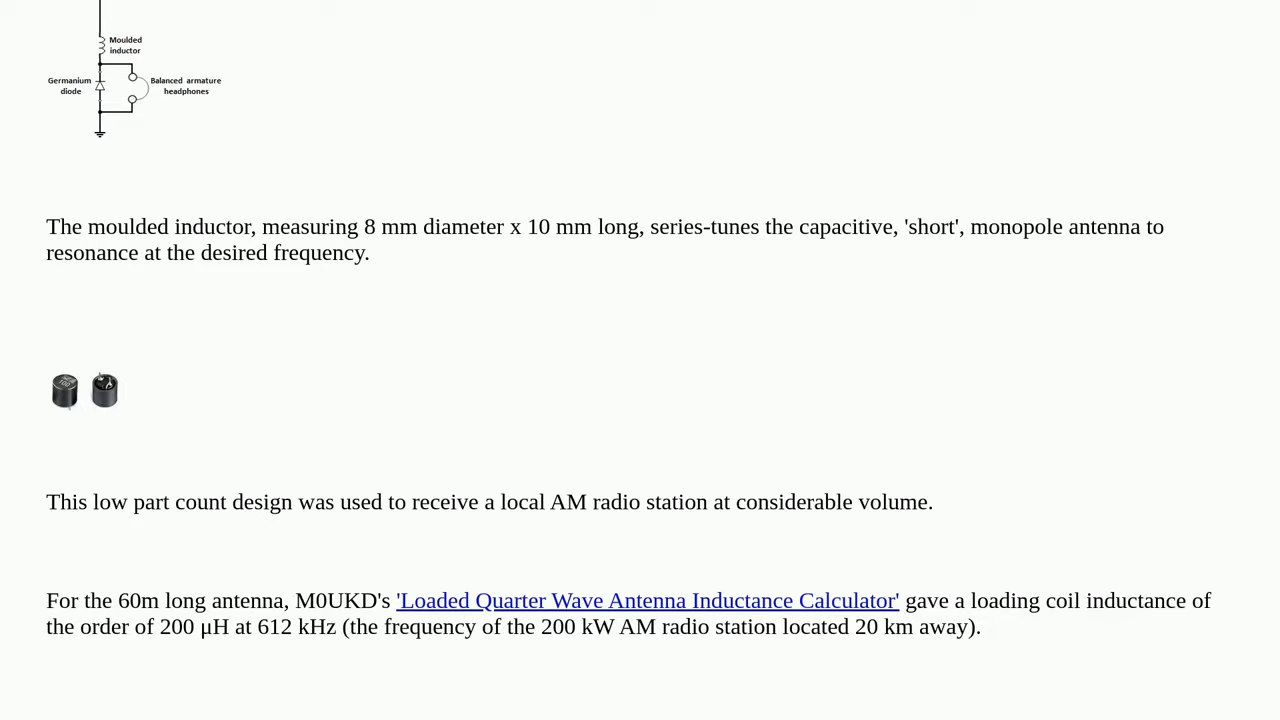 Moulded
inductor
Germanium
diode
Balanced armature
headphones
The moulded inductor, measuring 8 mm diameter x 10 mm long, series-tunes the capacitive, 'short', monopole antenna to
resonance at the desired frequency.
100
This low part count design was used to receive a local AM radio station at considerable volume.
For the 60m long antenna, M0UKD's 'Loaded Quarter Wave Antenna Inductance Calculator' gave a loading coil inductance of
the order of 200 μH at 612 kHz (the frequency of the 200 kW AM radio station located 20 km away).